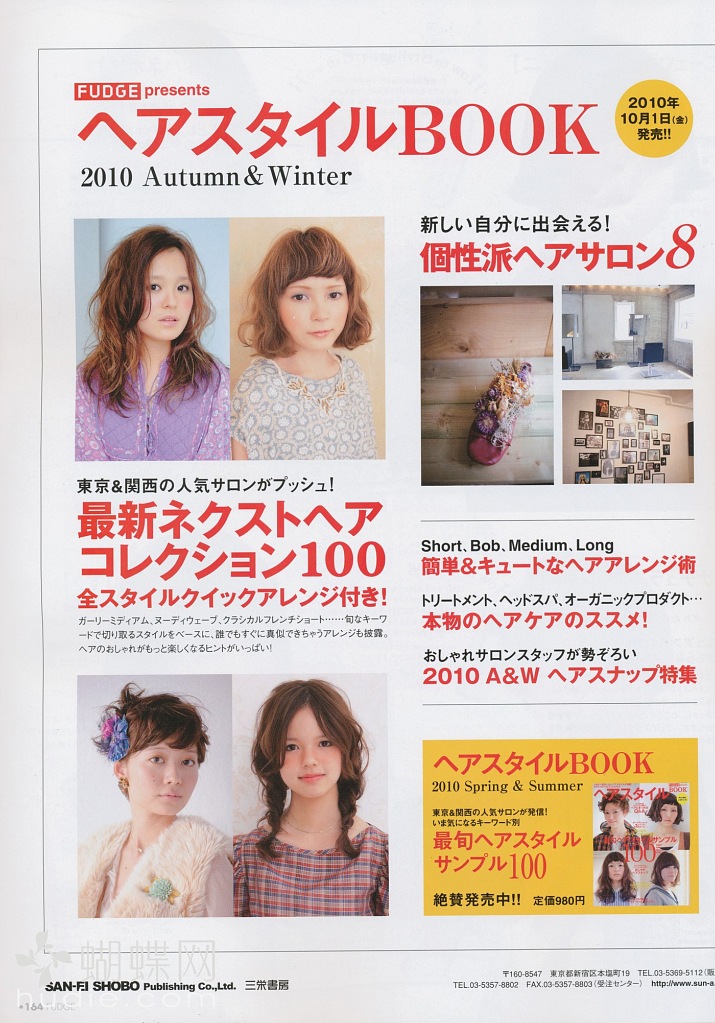 FUDGE presents
ヘアスタイルBOOK
2010 Autumn & Winter
2010年
10月1日(金)
発売!!
新しい自分に出会える!
個性派ヘアサロン8
東京&関西の人気サロンがプッシュ!
最新ネクストヘア
コレクション100
全スタイルクイックアレンジ付き!
ガーリーミディアム、ヌーディウェーブ、クラシカルフレンチショート……旬なキーワ
ードで切り取るスタイルをベースに、誰でもすぐに真似できちゃうアレンジも披露。
ヘアのおしゃれがもっと楽しくなるヒントがいっぱい!
Short、Bob、Medium、Long
簡単&キュートなヘアアレンジ術
トリートメント、ヘッドスパ、オーガニックプロダクト…
本物のヘアケアのススメ!
おしゃれサロンスタッフが勢ぞろい
2010 A&W ヘアスナップ特集
ヘアスタイルBOOK
2010 Spring & Summer
東京&関西の人気サロンが発信!
いま気になるキーワード別
最旬ヘアスタイル
サンプル100
絶賛発売中!! 定価980円
ヘアスタイル
BOOK
100
蝴蝶网
hudie.com
SAN-EI SHOBO Publishing Co.,Ltd. 三栄書房
〒160-8547 東京都新宿区本塩町19 TEL.03-5369-5112(販
TEL.03-5357-8802 FAX.03-5357-8803(受注センター) http://www.sun-a
164 FUDGE